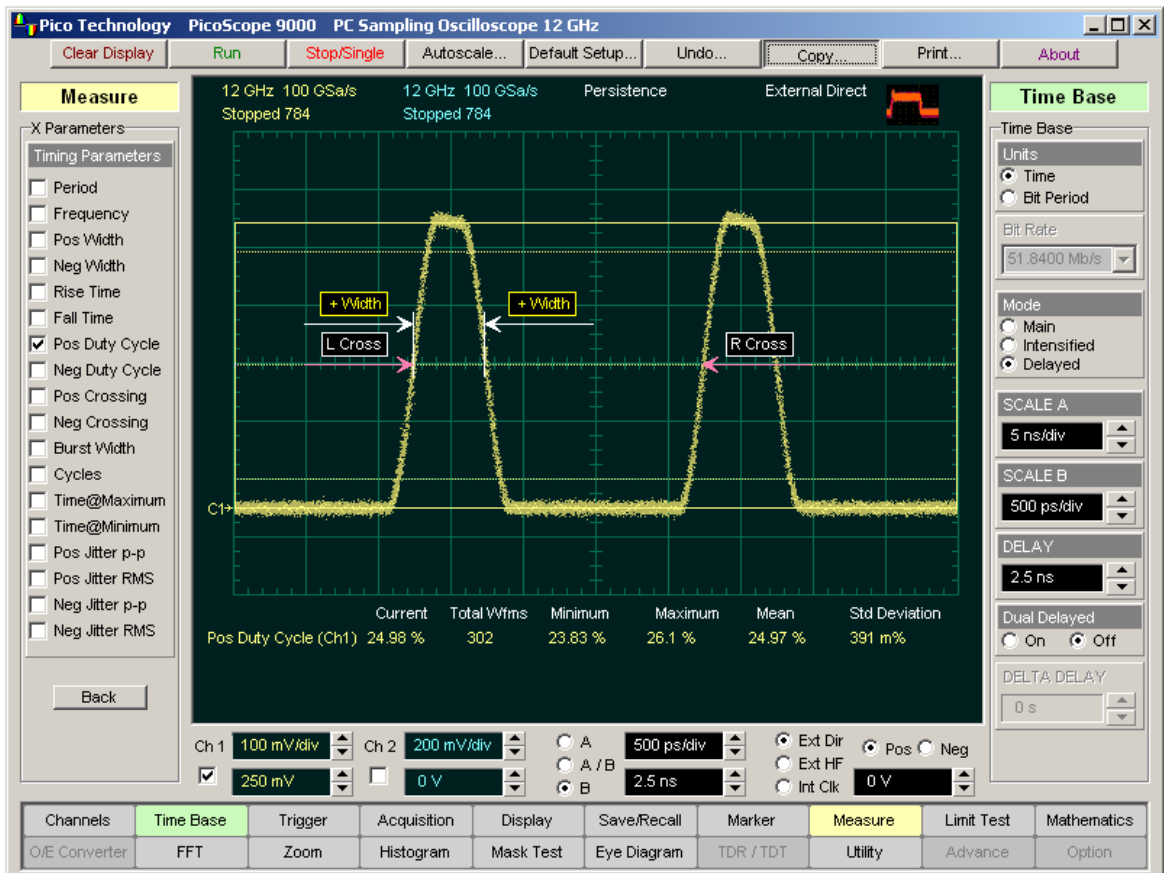 Pico Technology PicoScope 9000 PC Sampling Oscilloscope 12 GHz
Clear Display Run Stop/Single Autoscale... Default Setup... Undo... Copy... Print... About
Measure
X Parameters
Timing Parameters
Period
Frequency
Pos Width
Neg Width
Rise Time
Fall Time
Pos Duty Cycle
Neg Duty Cycle
Pos Crossing
Neg Crossing
Burst Width
Cycles
Time@Maximum
Time@Minimum
Pos Jitter p-p
Pos Jitter RMS
Neg Jitter p-p
Neg Jitter RMS
Back
12 GHz 100 GSa/s 12 GHz 100 GSa/s Persistence External Direct
Stopped 784 Stopped 784
+ Width + Width
L Cross R Cross
C1
Current Total Wfms Minimum Maximum Mean Std Deviation
Pos Duty Cycle (Ch1) 24.98 % 302 23.83 % 26.1 % 24.97 % 391 m%
Time Base
Time Base
Units
Time
Bit Period
Bit Rate
51.8400 Mb/s
Mode
Main
Intensified
Delayed
SCALE A
5 ns/div
SCALE B
500 ps/div
DELAY
2.5 ns
Dual Delayed
On Off
DELTA DELAY
0 s
Ch 1 100 mV/div Ch 2 200 mV/div A 500 ps/div Ext Dir Pos Neg
A / B Ext HF
250 mV 0 V B 2.5 ns Int Clk 0 V
Channels Time Base Trigger Acquisition Display Save/Recall Marker Measure Limit Test Mathematics
O/E Converter FFT Zoom Histogram Mask Test Eye Diagram TDR / TDT Utility Advance Option